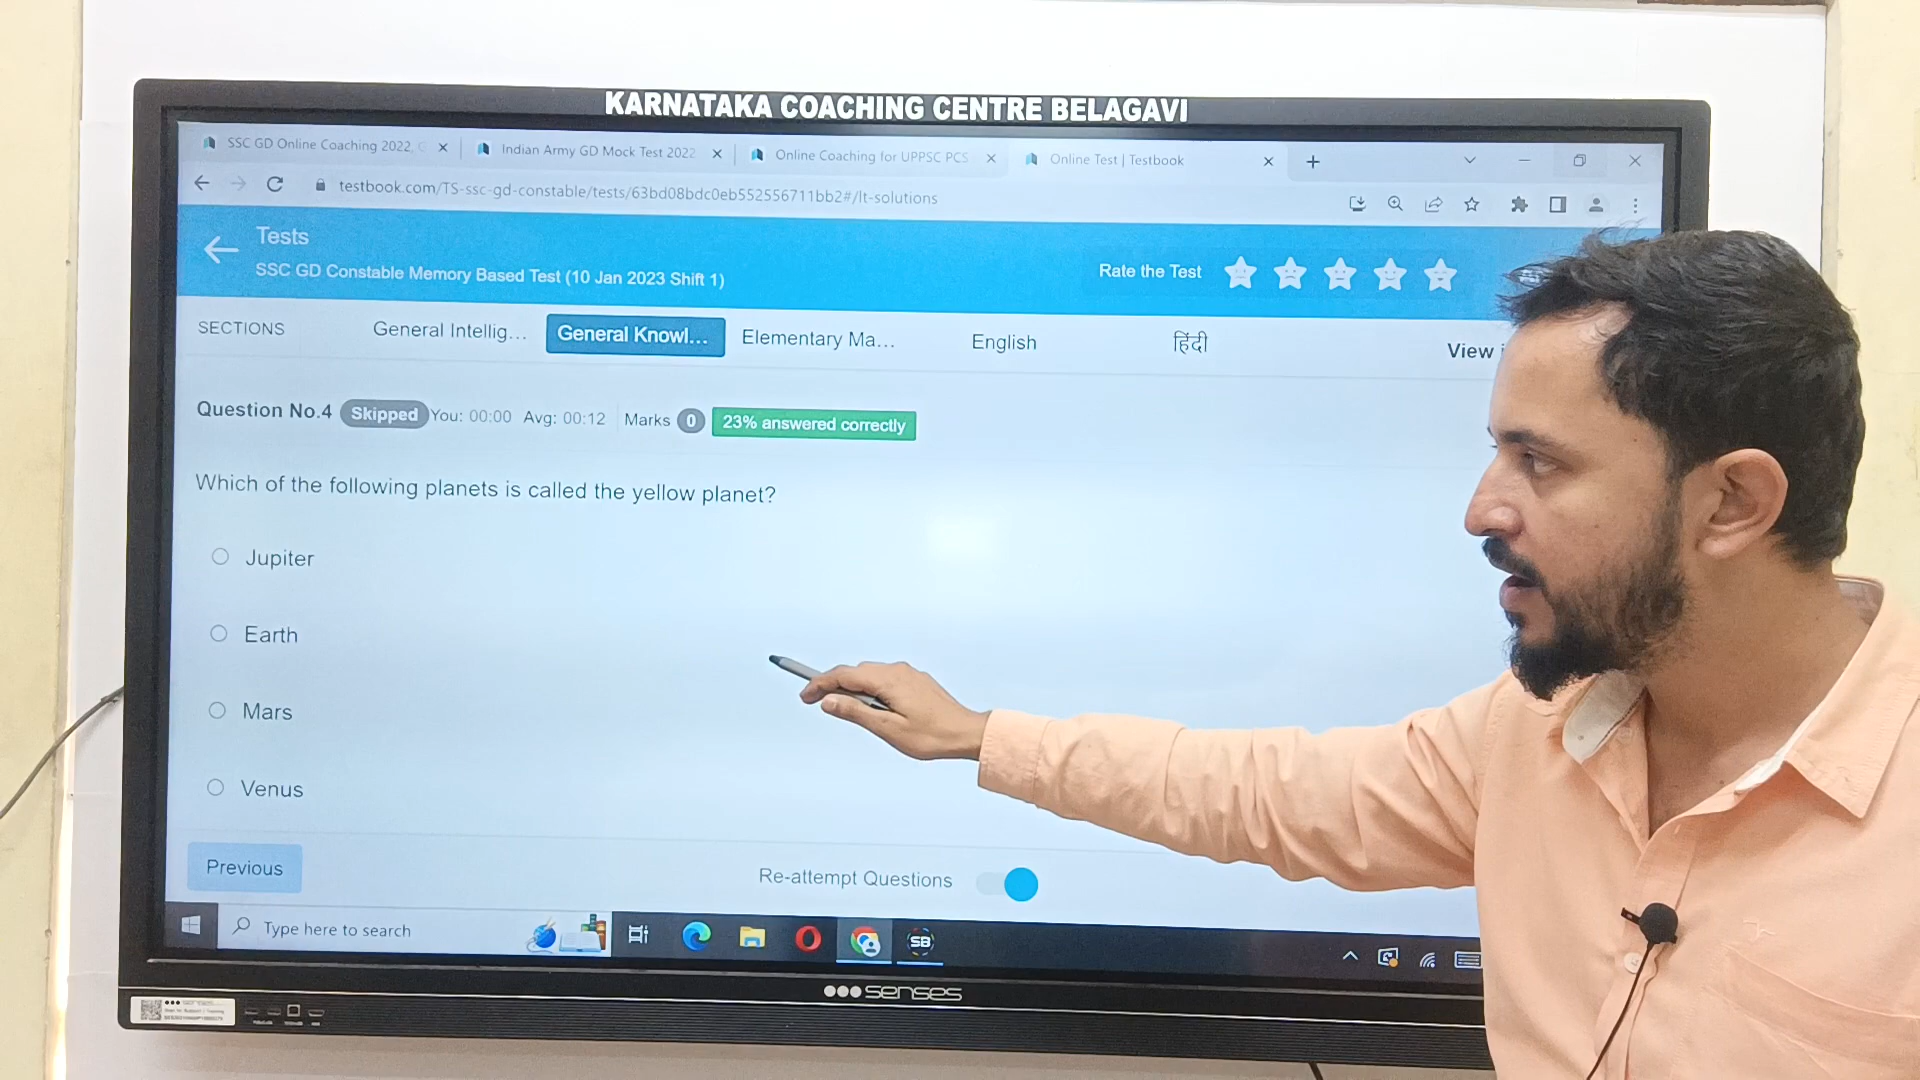 KARNATAKA COACHING CENTRE BELAGAVI
SSC GD Online Coaching 2022, Indian Army GD Mock Test 2022 Online Coaching for UPPSC PCS Online Test | Testbook
testbook.com/TS-ssc-gd-constable/tests/63bd08bdc0eb552556711bb2#/lt-solutions
Tests
SSC GD Constable Memory Based Test (10 Jan 2023 Shift 1) Rate the Test
SECTIONS General Intellig... General Knowl... Elementary Ma... English हिंदी View
Question No.4 Skipped You: 00:00 Avg: 00:12 Marks 0 23% answered correctly
Which of the following planets is called the yellow planet?
Jupiter
Earth
Mars
Venus
Previous Re-attempt Questions
Type here to search SB
senses